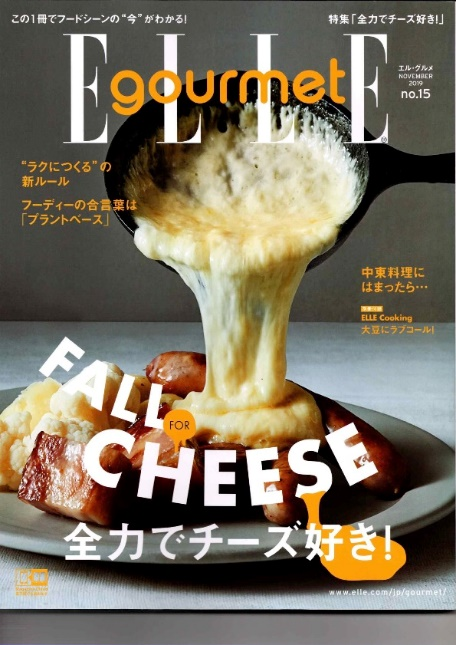 この1冊でフードシーンの“今”がわかる!
特集「全力でチーズ好き!」
ELLE
gourmet
エル・グルメ
NOVEMBER
2019
no.15
“ラクにつくる”の
新ルール
フーディーの合言葉は
「プラントベース」
中東料理に
はまったら…
ELLE Cooking
大豆にラブコール!
FALL
FOR
CHEESE
全力でチーズ好き!
www.elle.com/jp/gourmet/